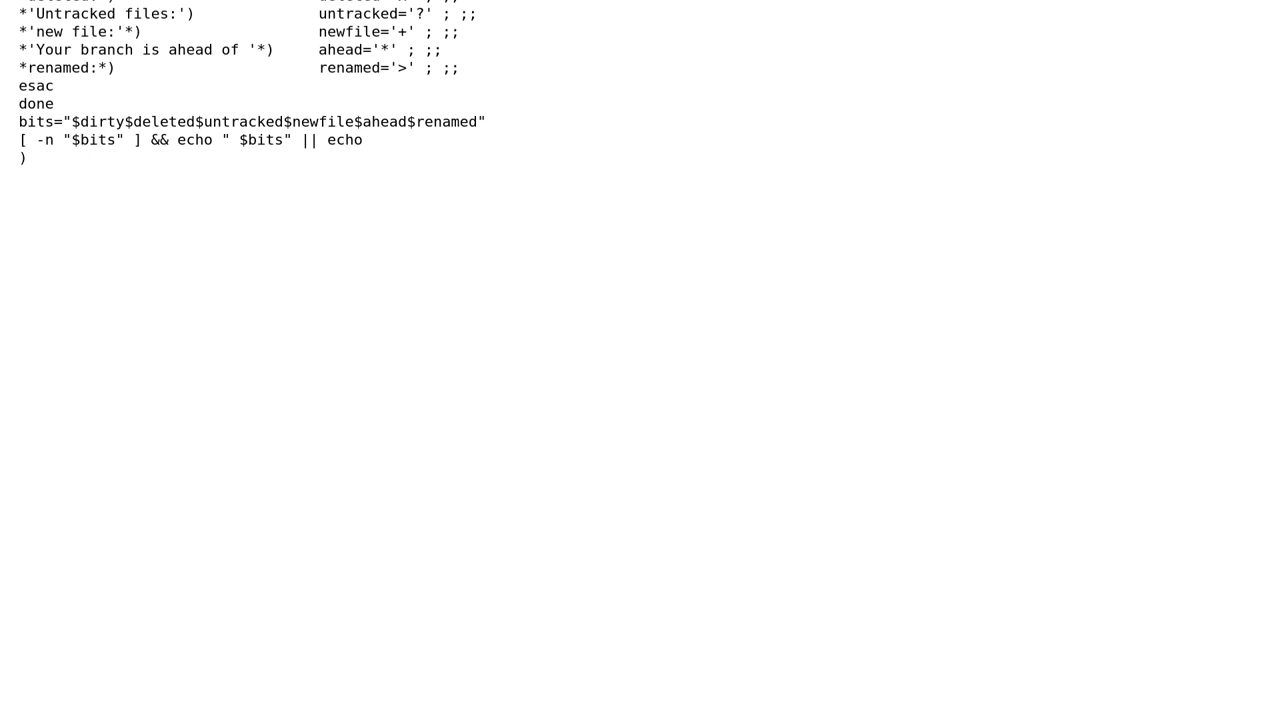 *'Untracked files:')              untracked='?' ; ;;
*'new file:'*)                    newfile='+' ; ;;
*'Your branch is ahead of '*)     ahead='*' ; ;;
*renamed:*)                       renamed='>' ; ;;
esac
done
bits="$dirty$deleted$untracked$newfile$ahead$renamed"
[ -n "$bits" ] && echo " $bits" || echo
)